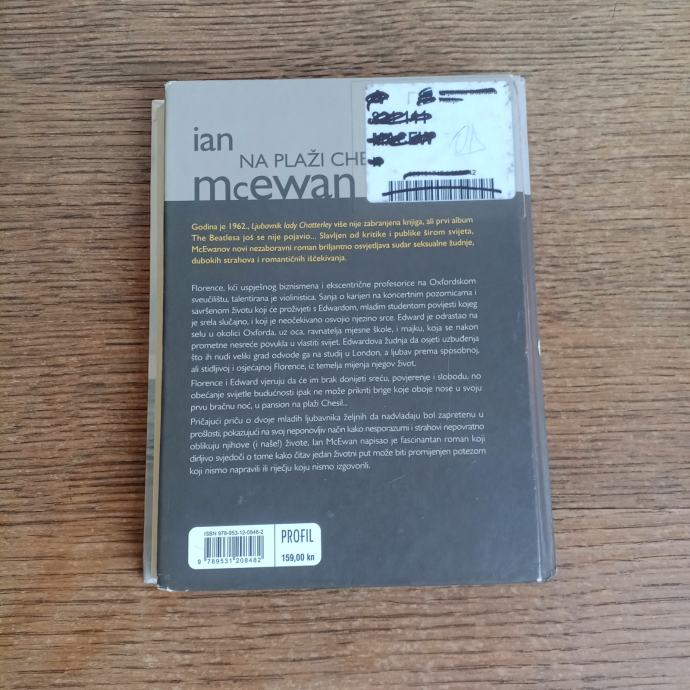 ian
NA PLAŽI CHE
mcewan
Godina je 1962., Ljubavnik lady Chatterley više nije zabranjena knjiga, ali prvi album
The Beatlesa još se nije pojavio... Slavljen od kritike i publike širom svijeta,
McEwanov novi nezaboravni roman briljantno osvjetljava sudar seksualne žudnje,
dubokih strahova i romantičnih iščekivanja.
Florence, kći uspješnog biznismena i ekscentrične profesorice na Oxfordskom
sveučilištu, talentirana je violinistica. Sanja o karijeri na koncertnim pozornicama i
savršenom životu koji će proživjeti s Edwardom, mladim studentom povijesti kojeg
je srela slučajno, i koji je neočekivano osvojio njezino srce. Edward je odrastao na
selu u okolici Oxforda, uz oca, ravnatelja mjesne škole, i majku, koja se nakon
prometne nesreće povukla u vlastiti svijet. Edwardova žudnja da osjeti uzbuđenja
što ih nudi veliki grad odvode ga na studij u London, a ljubav prema sposobnoj,
ali stidljivoj i osjećajnoj Florence, iz temelja mijenja njegov život.
Florence i Edward vjeruju da će im brak donijeti sreću, povjerenje i slobodu, no
obećanje svijetle budućnosti ipak ne može prikriti brige koje oboje nose u svoju
prvu bračnu noć, u pansion na plaži Chesil...
Pričajući priču o dvoje mladih ljubavnika željnih da nadvladaju bol zapretenu u
prošlosti, pokazujući na svoj neponovljiv način kako nesporazumi i strahovi nepovratno
oblikuju njihove (i naše!) živote, Ian McEwan napisao je fascinantan roman koji
dirljivo svjedoči o tome kako čitav jedan životni put može biti promijenjen potezom
koji nismo napravili ili riječju koju nismo izgovorili.
ISBN 978-953-12-0848-2
9 789531 208482
PROFIL
159,00 kn